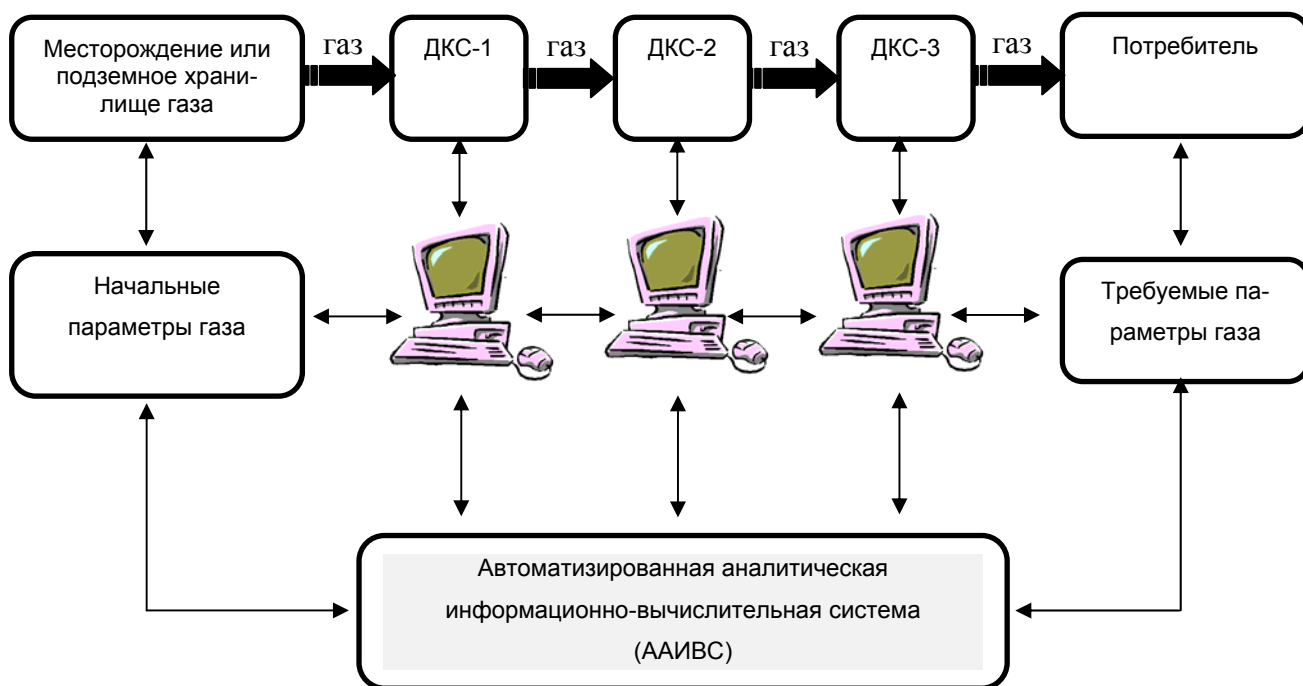 Месторождение или
подземное храни-
лище газа
газ
ДКС-1
газ
ДКС-2
газ
ДКС-3
газ
Потребитель
Начальные
параметры газа
Требуемые па-
раметры газа
Автоматизированная аналитическая
информационно-вычислительная система
(ААИВС)